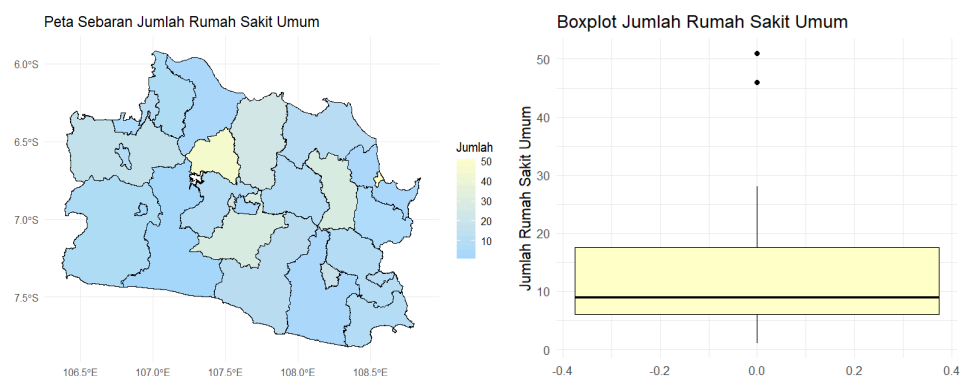 Peta Sebaran Jumlah Rumah Sakit Umum
6.0°S
6.5°S
7.0°S
7.5°S
106.5°E 107.0°E 107.5°E 108.0°E 108.5°E
Jumlah
50
40
30
20
10
Boxplot Jumlah Rumah Sakit Umum
Jumlah Rumah Sakit Umum
50
40
30
20
10
0
-0.4 -0.2 0.0 0.2 0.4